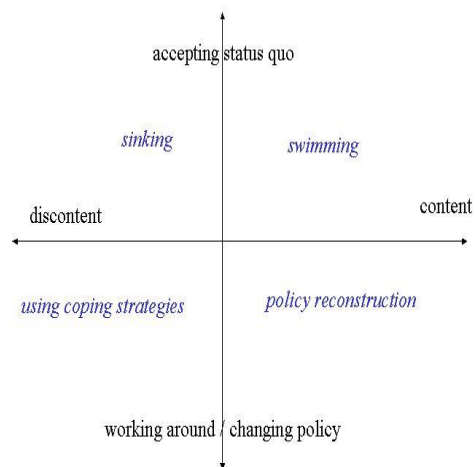 accepting status quo
sinking
swimming
discontent
content
using coping strategies
policy reconstruction
working around / changing policy